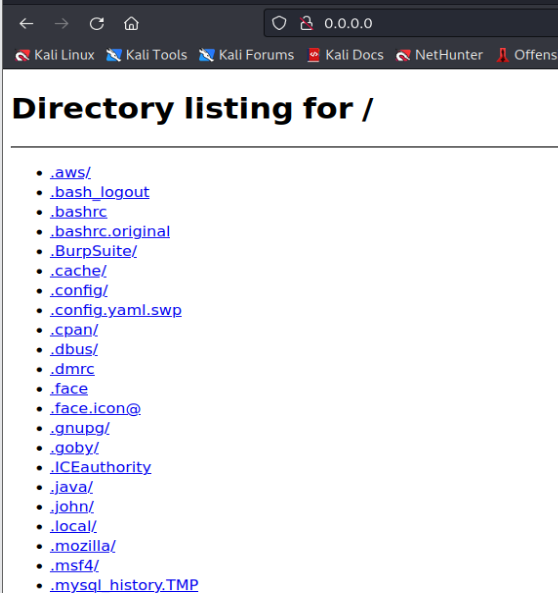 0.0.0.0
Kali Linux Kali Tools Kali Forums Kali Docs NetHunter Offens
Directory listing for /
.aws/
.bash_logout
.bashrc
.bashrc.original
.BurpSuite/
.cache/
.config/
.config.yaml.swp
.cpan/
.dbus/
.dmrc
.face
.face.icon@
.gnupg/
.goby/
.ICEauthority
.java/
.john/
.local/
.mozilla/
.msf4/
.mysql_history.TMP